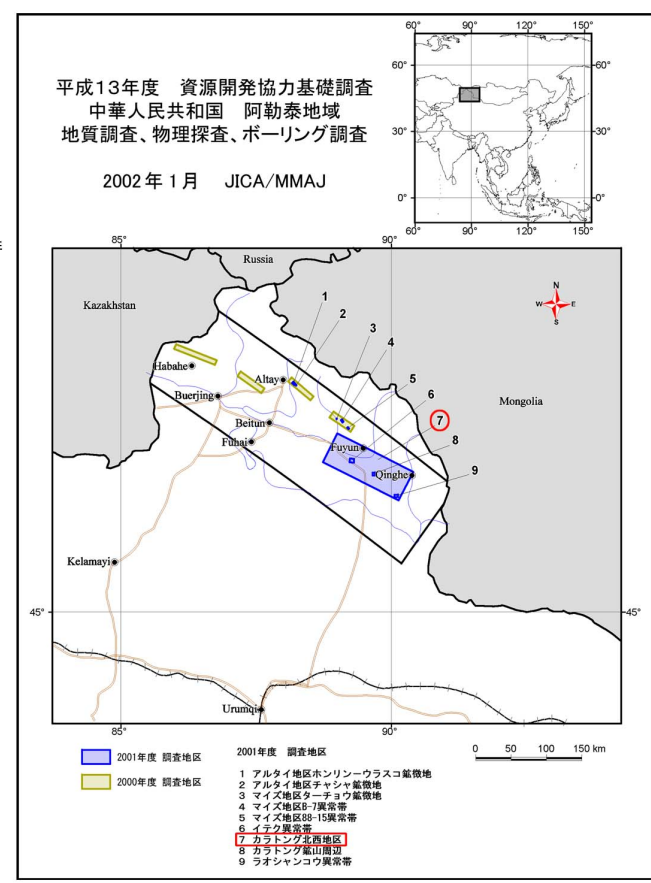 平成13年度　資源開発協力基礎調査
中華人民共和国　阿勒泰地域
地質調査、物理探査、ボーリング調査
2002年1月　JICA/MMAJ
60° 90° 120° 150°
60° 60°
30° 30°
0° 0°
60° 90° 120° 150°
85° 90°
Russia
Kazakhstan
Mongolia
N
W E
S
1
2
3
4
5
6
7
8
9
Habahe
Altay
Buerjing
Beitun
Fuhai
Fuyun
Qinghe
Kelamayi
45° 45°
Urumqi
85° 90°
2001年度 調査地区
2000年度 調査地区
2001年度　調査地区
1 アルタイ地区ホンリンーウラスコ鉱徴地
2 アルタイ地区チャシャ鉱徴地
3 マイズ地区ターチョウ鉱徴地
4 マイズ地区B-7異常帯
5 マイズ地区88-15異常帯
6 イテク異常帯
7 カラトング北西地区
8 カラトング鉱山周辺
9 ラオシャンコウ異常帯
0 50 100 150 km